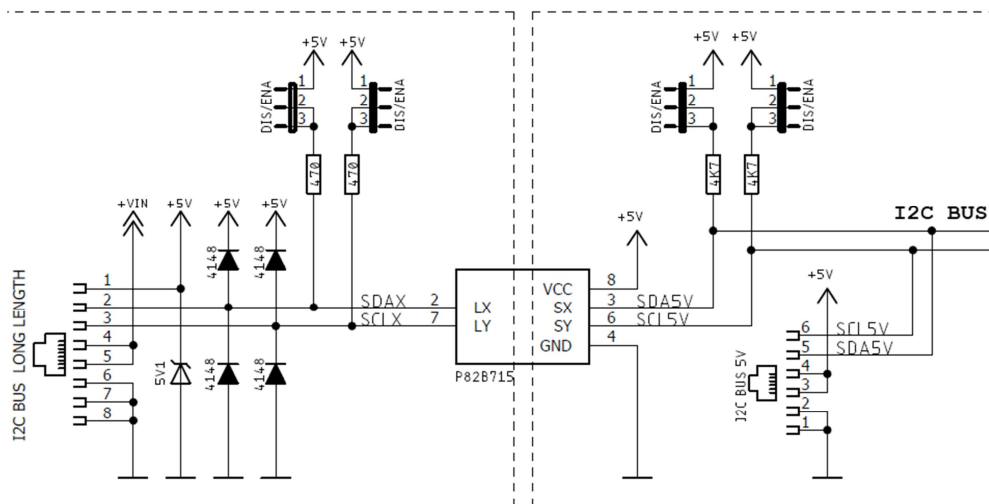 +5V +5V
1 1
2 2
3 3
DIS/ENA DIS/ENA
470 470
+VIN +5V +5V +5V
4148 4148
I2C BUS LONG LENGTH
1
2
3
4
5
6
7
8
5V1 4148 4148
SDAX 2 LX
SCLX 7 LY
P82B715
VCC 8
SX 3 SDA5V
SY 6 SCL5V
GND 4
+5V
+5V +5V
1 1
2 2
3 3
DIS/ENA DIS/ENA
4K7 4K7
I2C BUS
+5V
I2C BUS 5V
6 SCL5V
5 SDA5V
4
3
2
1